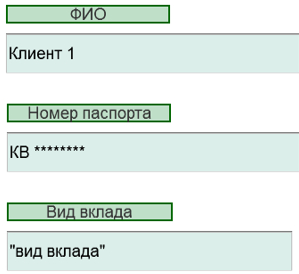 ФИО
Клиент 1
Номер паспорта
КВ ********
Вид вклада
"вид вклада"